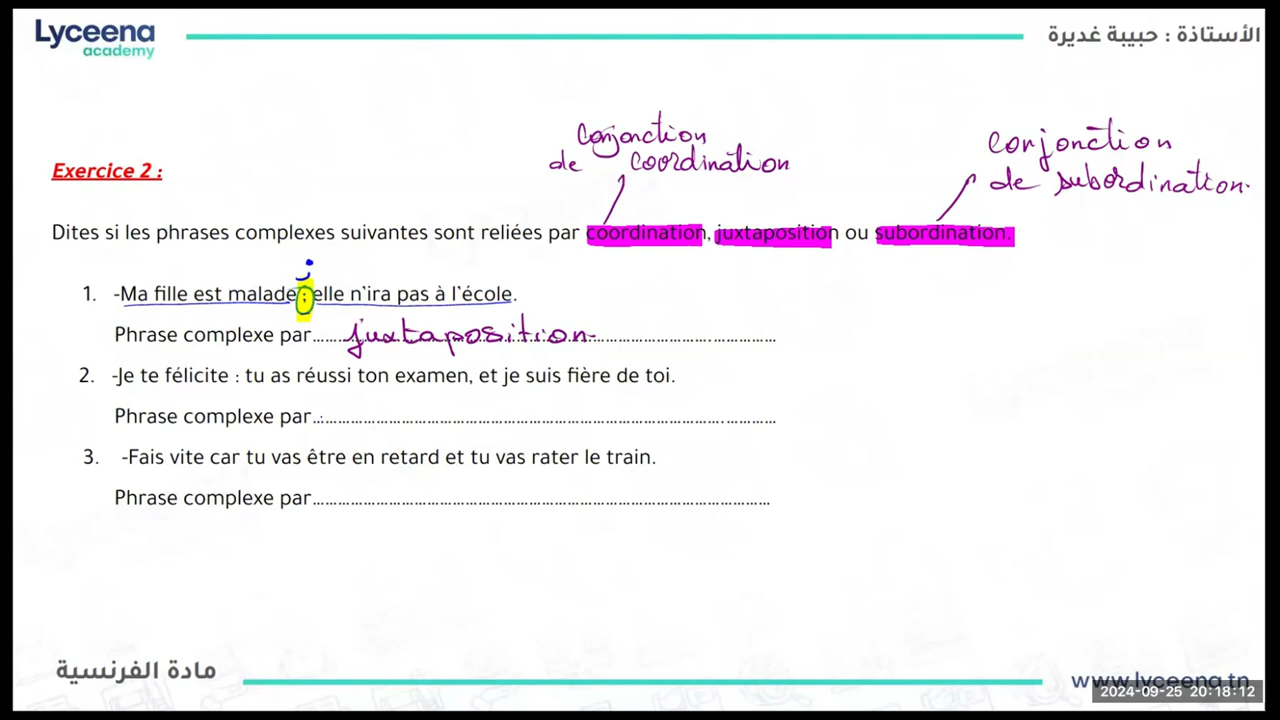 Lyceena
academy
الأستاذة : حبيبة غديرة
conjonction
de coordination
conjonction
de subordination.
Exercice 2 :
Dites si les phrases complexes suivantes sont reliées par coordination, juxtaposition ou subordination.
;
1. -Ma fille est malade : elle n'ira pas à l'école.
Phrase complexe par...... juxtaposition. ..................
2. -Je te félicite : tu as réussi ton examen, et je suis fière de toi.
Phrase complexe par .:..................................................
3. -Fais vite car tu vas être en retard et tu vas rater le train.
Phrase complexe par..................................................
مادة الفرنسية
www.lyceena.tn
2024-09-25 20:18:12